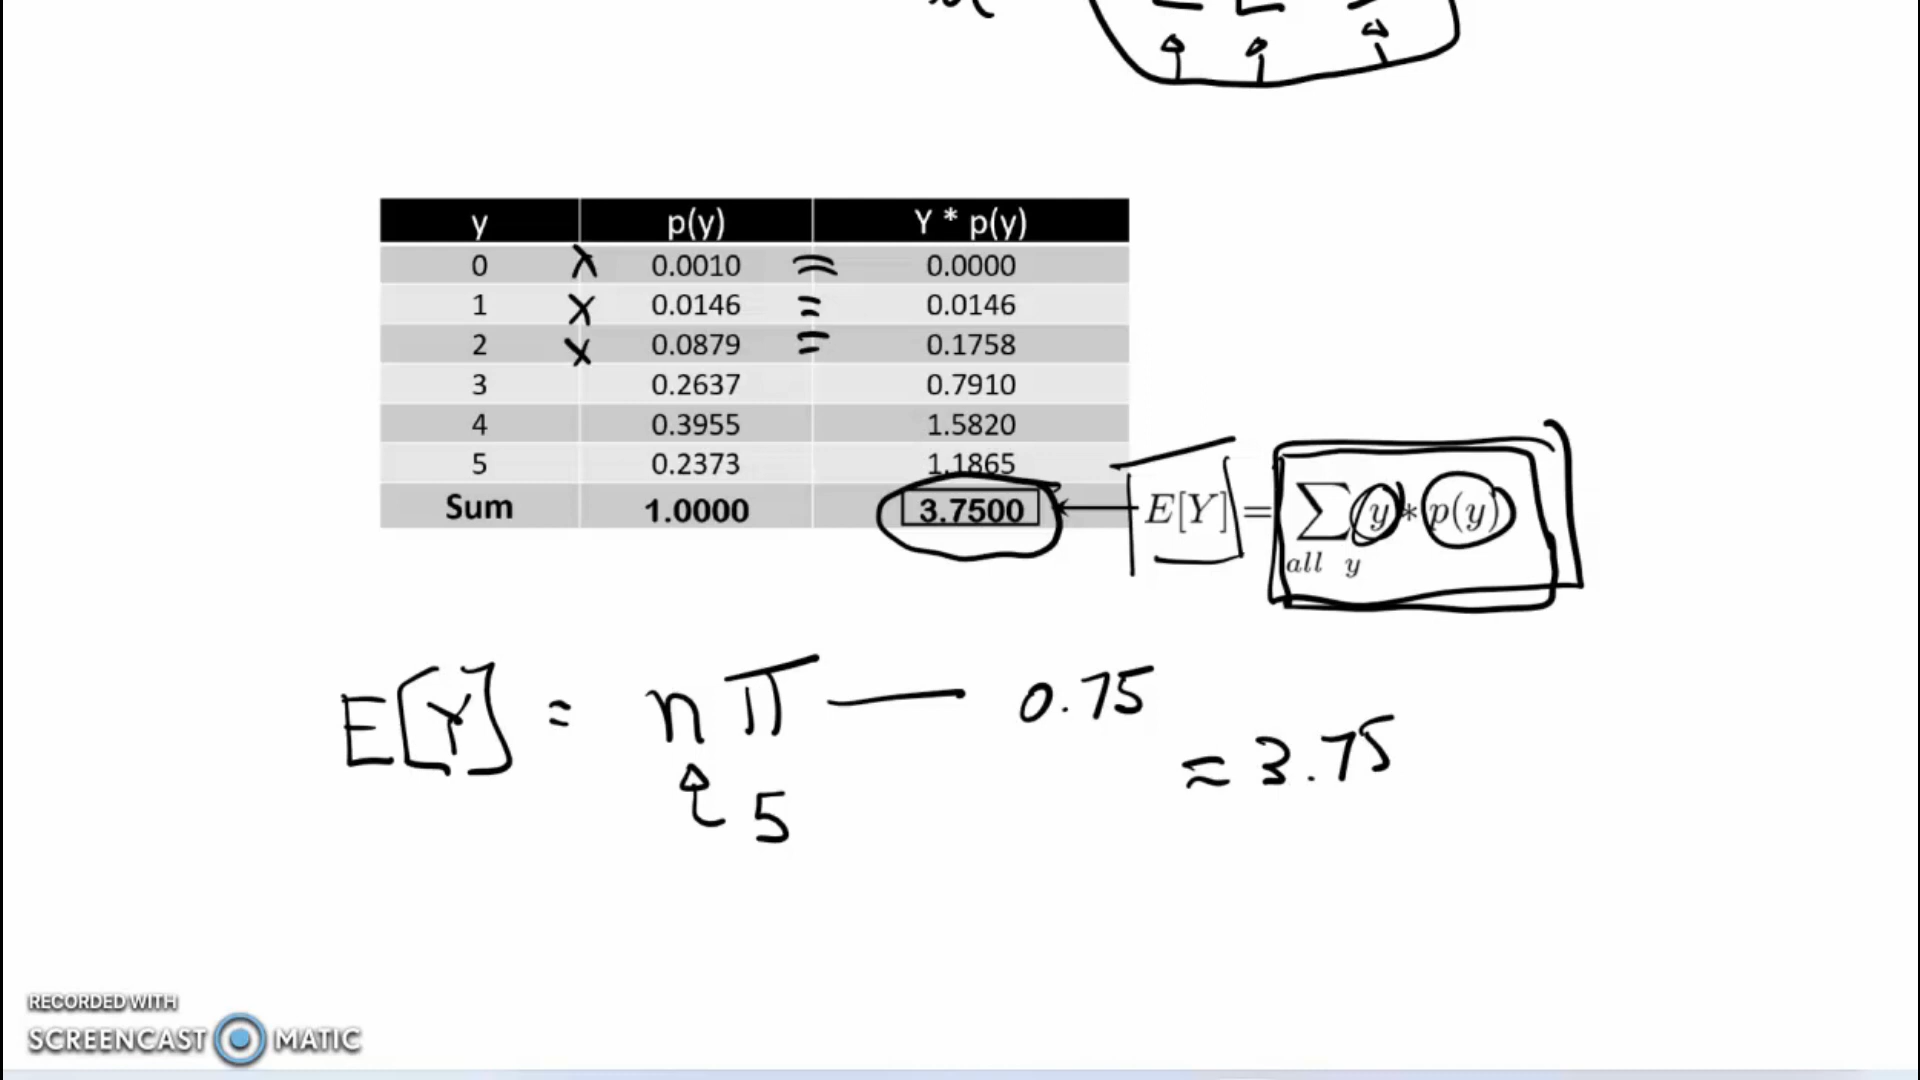 y p(y) Y * p(y)
0 x 0.0010 = 0.0000
1 x 0.0146 = 0.0146
2 x 0.0879 = 0.1758
3 0.2637 0.7910
4 0.3955 1.5820
5 0.2373 1.1865
Sum 1.0000 3.7500 ← E[Y] = ∑ y * p(y)
all y
E[Y] = n π — 0.75
≈ 3.75
5
RECORDED WITH
SCREENCAST MATIC